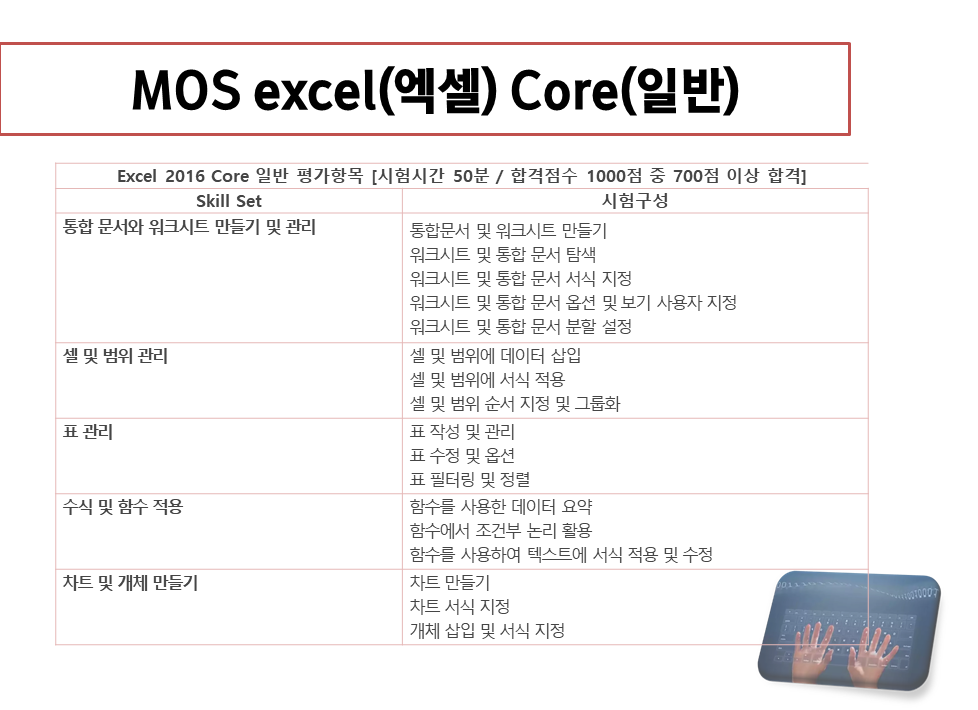 MOS excel(엑셀) Core(일반)
Excel 2016 Core 일반 평가항목 [시험시간 50분 / 합격점수 1000점 중 700점 이상 합격]
Skill Set
시험구성
통합 문서와 워크시트 만들기 및 관리
통합문서 및 워크시트 만들기
워크시트 및 통합 문서 탐색
워크시트 및 통합 문서 서식 지정
워크시트 및 통합 문서 옵션 및 보기 사용자 지정
워크시트 및 통합 문서 분할 설정
셀 및 범위 관리
셀 및 범위에 데이터 삽입
셀 및 범위에 서식 적용
셀 및 범위 순서 지정 및 그룹화
표 관리
표 작성 및 관리
표 수정 및 옵션
표 필터링 및 정렬
수식 및 함수 적용
함수를 사용한 데이터 요약
함수에서 조건부 논리 활용
함수를 사용하여 텍스트에 서식 적용 및 수정
차트 및 개체 만들기
차트 만들기
차트 서식 지정
개체 삽입 및 서식 지정